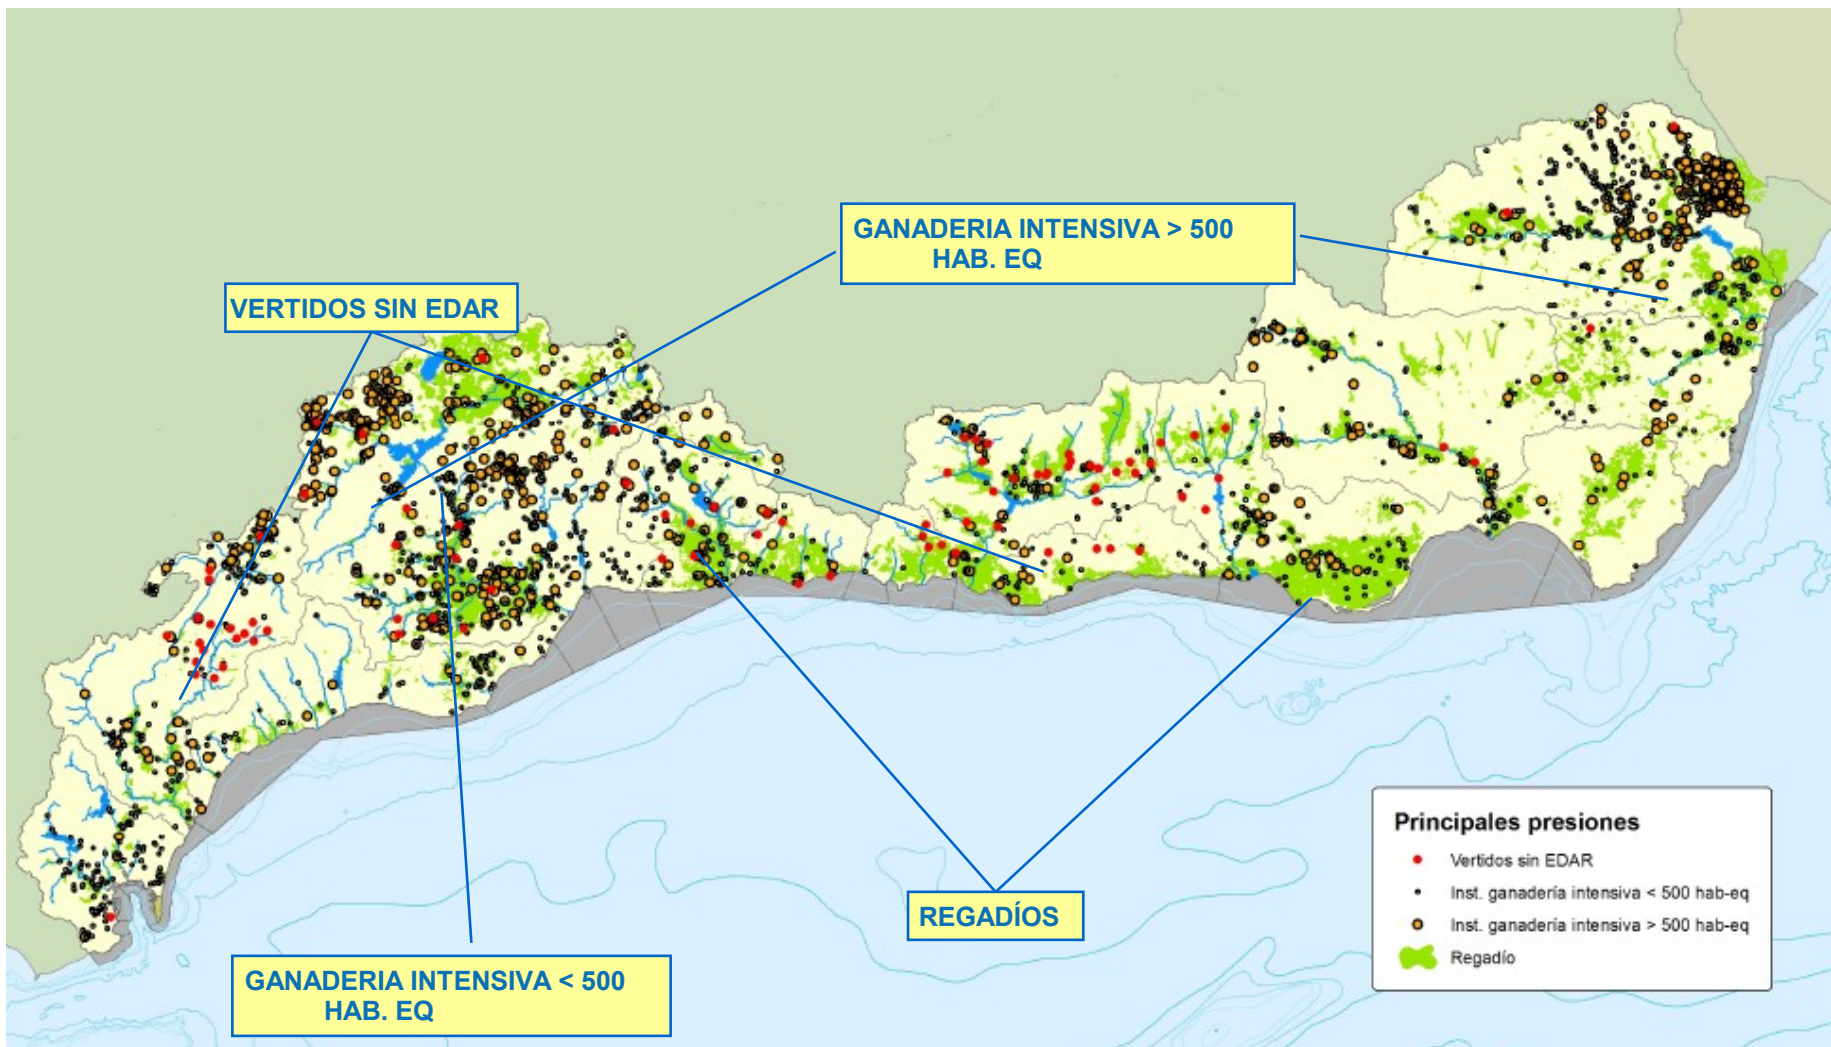 GANADERIA INTENSIVA > 500
HAB. EQ
VERTIDOS SIN EDAR
REGADÍOS
GANADERIA INTENSIVA < 500
HAB. EQ
Principales presiones
Vertidos sin EDAR
Inst. ganadería intensiva < 500 hab-eq
Inst. ganadería intensiva > 500 hab-eq
Regadío